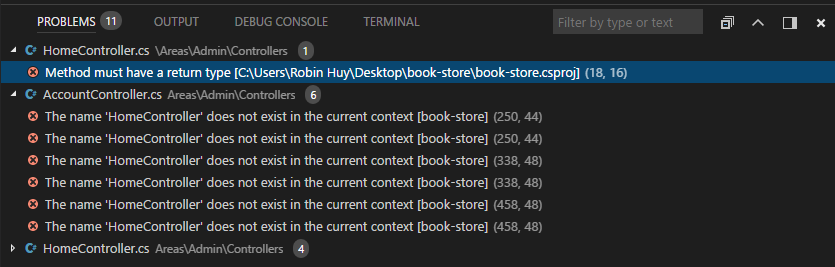 PROBLEMS 11 OUTPUT DEBUG CONSOLE TERMINAL Filter by type or text
C# HomeController.cs \Areas\Admin\Controllers 1
Method must have a return type [C:\Users\Robin Huy\Desktop\book-store\book-store.csproj] (18, 16)
C# AccountController.cs Areas\Admin\Controllers 6
The name 'HomeController' does not exist in the current context [book-store] (250, 44)
The name 'HomeController' does not exist in the current context [book-store] (250, 44)
The name 'HomeController' does not exist in the current context [book-store] (338, 48)
The name 'HomeController' does not exist in the current context [book-store] (338, 48)
The name 'HomeController' does not exist in the current context [book-store] (458, 48)
The name 'HomeController' does not exist in the current context [book-store] (458, 48)
C# HomeController.cs Areas\Admin\Controllers 4